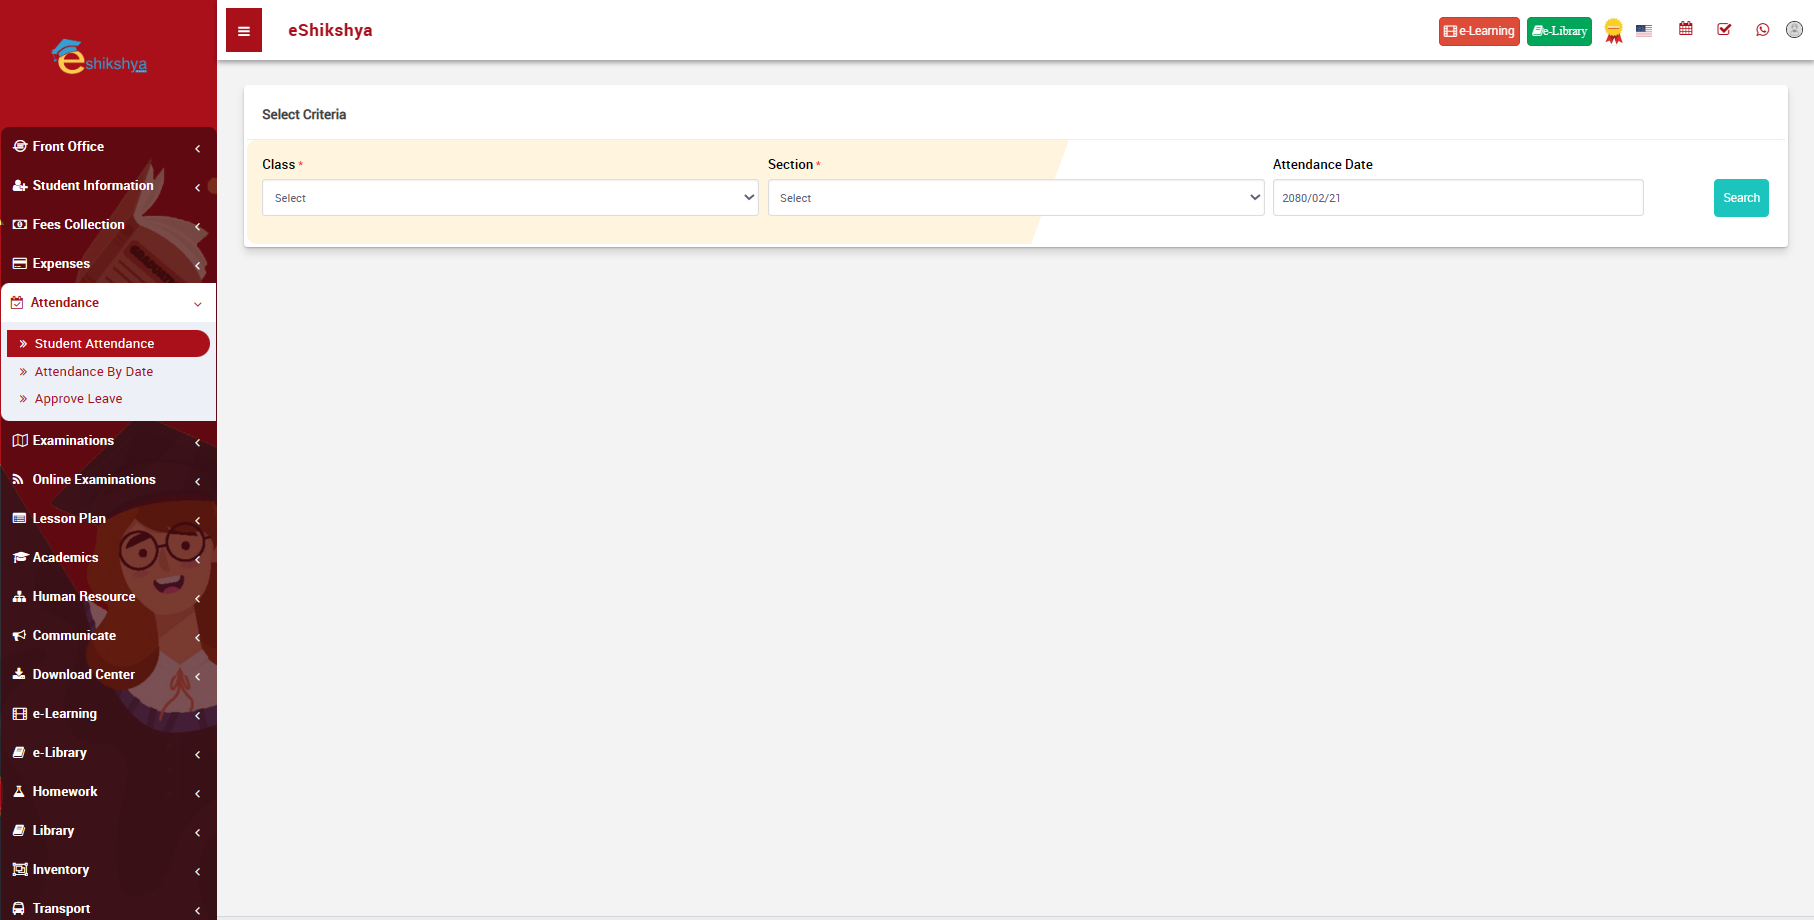 eshikshya
Front Office
Student Information
Fees Collection
Expenses
Attendance
Student Attendance
Attendance By Date
Approve Leave
Examinations
Online Examinations
Lesson Plan
Academics
Human Resource
Communicate
Download Center
e-Learning
e-Library
Homework
Library
Inventory
Transport
eShikshya
e-Learning
e-Library
Select Criteria
Class *
Section *
Attendance Date
Select
Select
2080/02/21
Search